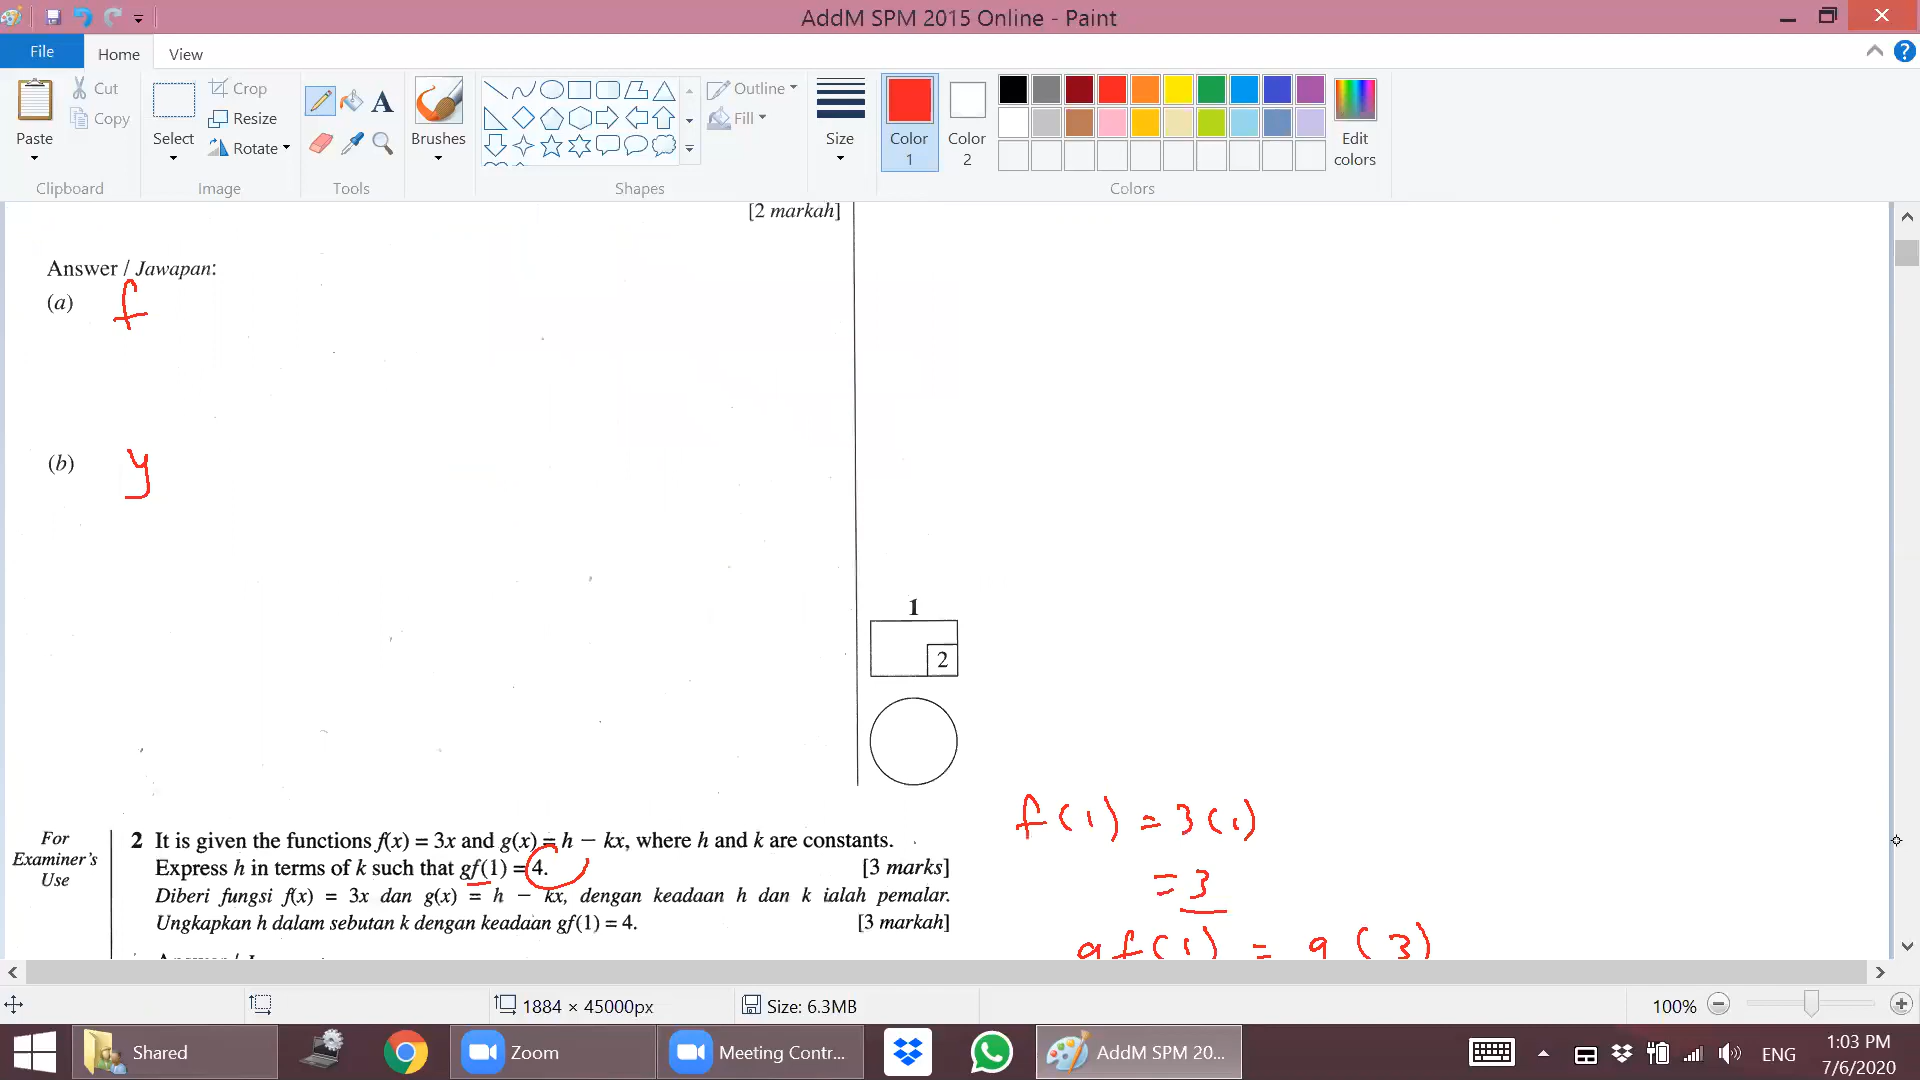 AddM SPM 2015 Online - Paint
File
Home
View
Paste
Cut
Copy
Clipboard
Select
Crop
Resize
Rotate
Image
A
Tools
Brushes
Outline
Fill
Shapes
Size
Color 1
Color 2
Edit colors
Colors
[2 markah]
Answer / Jawapan:
(a) f
(b) y
1
2
For Examiner's Use
2 It is given the functions f(x) = 3x and g(x) = h − kx, where h and k are constants.
Express h in terms of k such that gf(1) = 4. [3 marks]
Diberi fungsi f(x) = 3x dan g(x) = h − kx, dengan keadaan h dan k ialah pemalar.
Ungkapkan h dalam sebutan k dengan keadaan gf(1) = 4. [3 markah]
f(1) = 3(1)
= 3
gf(1) = g(3)
1884 × 45000px
Size: 6.3MB
100%
Shared
Zoom
Meeting Contr...
AddM SPM 20...
ENG
1:03 PM
7/6/2020